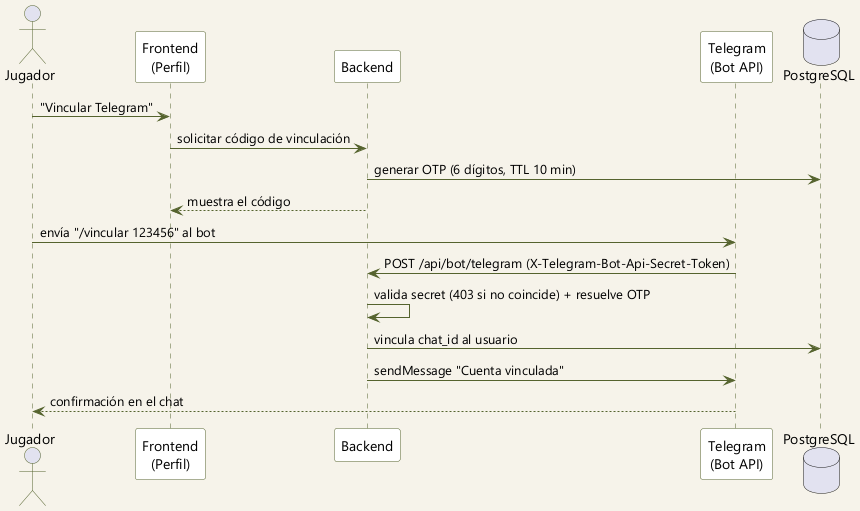 Jugador
Frontend
(Perfil)
Backend
Telegram
(Bot API)
PostgreSQL
"Vincular Telegram"
solicitar código de vinculación
generar OTP (6 dígitos, TTL 10 min)
muestra el código
envía "/vincular 123456" al bot
POST /api/bot/telegram (X-Telegram-Bot-Api-Secret-Token)
valida secret (403 si no coincide) + resuelve OTP
vincula chat_id al usuario
sendMessage "Cuenta vinculada"
confirmación en el chat
Jugador
Frontend
(Perfil)
Backend
Telegram
(Bot API)
PostgreSQL